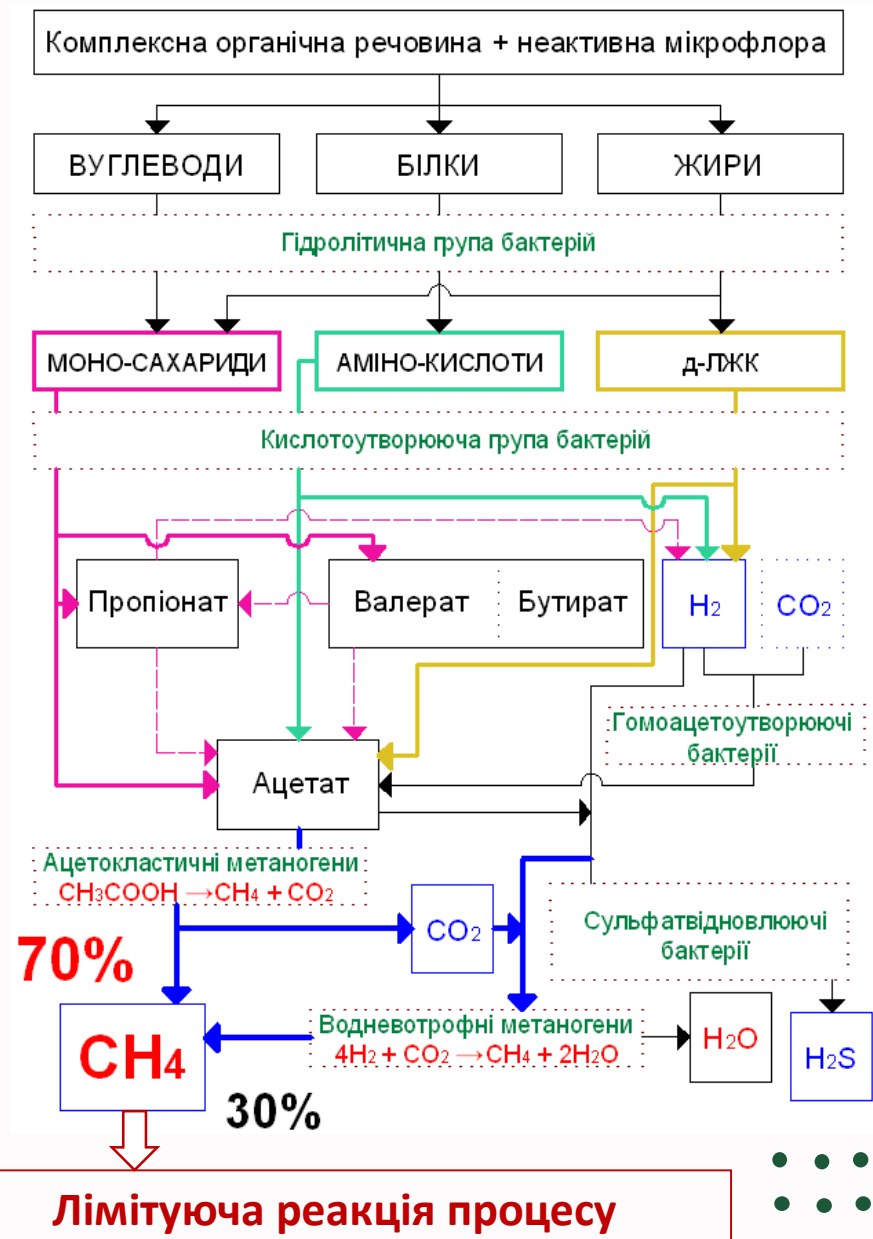 Комплексна органічна речовина + неактивна мікрофлора
ВУГЛЕВОДИ
БІЛКИ
ЖИРИ
Гідролітична група бактерій
МОНО-САХАРИДИ
АМІНО-КИСЛОТИ
д-ЛЖК
Кислотоутворююча група бактерій
Пропіонат
Валерат
Бутират
H2
CO2
Гомоацетоутворюючі
бактерії
Ацетат
Ацетокластичні метаногени
CH3COOH →CH4 + CO2
CO2
Сульфатвідновлюючі
бактерії
70%
CH4
Водневотрофні метаногени
4H2 + CO2 →CH4 + 2H2O
H2O
H2S
30%
Лімітуюча реакція процесу